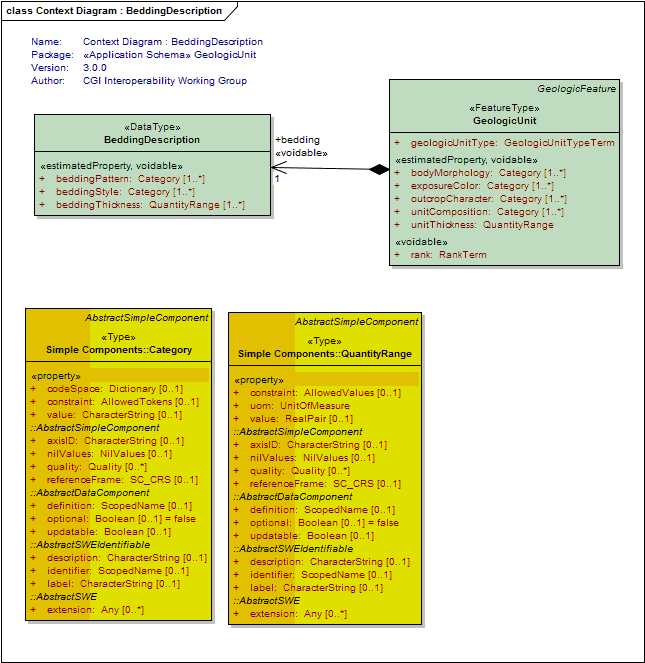 class Context Diagram : BeddingDescription
Name: Context Diagram : BeddingDescription
Package: «Application Schema» GeologicUnit
Version: 3.0.0
Author: CGI Interoperability Working Group
«DataType»
BeddingDescription
«estimatedProperty, voidable»
+ beddingPattern: Category [1..*]
+ beddingStyle: Category [1..*]
+ beddingThickness: QuantityRange [1..*]
+bedding
«voidable»
1
GeologicFeature
«FeatureType»
GeologicUnit
+ geologicUnitType: GeologicUnitTypeTerm
«estimatedProperty, voidable»
+ bodyMorphology: Category [1..*]
+ exposureColor: Category [1..*]
+ outcropCharacter: Category [1..*]
+ unitComposition: Category [1..*]
+ unitThickness: QuantityRange
«voidable»
+ rank: RankTerm
AbstractSimpleComponent
«Type»
Simple Components::Category
«property»
+ codeSpace: Dictionary [0..1]
+ constraint: AllowedTokens [0..1]
+ value: CharacterString [0..1]
::AbstractSimpleComponent
+ axisID: CharacterString [0..1]
+ nilValues: NilValues [0..1]
+ quality: Quality [0..*]
+ referenceFrame: SC_CRS [0..1]
::AbstractDataComponent
+ definition: ScopedName [0..1]
+ optional: Boolean [0..1] = false
+ updatable: Boolean [0..1]
::AbstractSWEIdentifiable
+ description: CharacterString [0..1]
+ identifier: ScopedName [0..1]
+ label: CharacterString [0..1]
::AbstractSWE
+ extension: Any [0..*]
AbstractSimpleComponent
«Type»
Simple Components::QuantityRange
«property»
+ constraint: AllowedValues [0..1]
+ uom: UnitOfMeasure
+ value: RealPair [0..1]
::AbstractSimpleComponent
+ axisID: CharacterString [0..1]
+ nilValues: NilValues [0..1]
+ quality: Quality [0..*]
+ referenceFrame: SC_CRS [0..1]
::AbstractDataComponent
+ definition: ScopedName [0..1]
+ optional: Boolean [0..1] = false
+ updatable: Boolean [0..1]
::AbstractSWEIdentifiable
+ description: CharacterString [0..1]
+ identifier: ScopedName [0..1]
+ label: CharacterString [0..1]
::AbstractSWE
+ extension: Any [0..*]